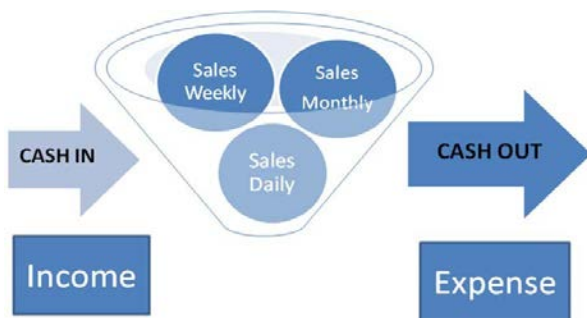 Sales
Weekly
Sales
Monthly
CASH IN
CASH OUT
Sales
Daily
Income
Expense